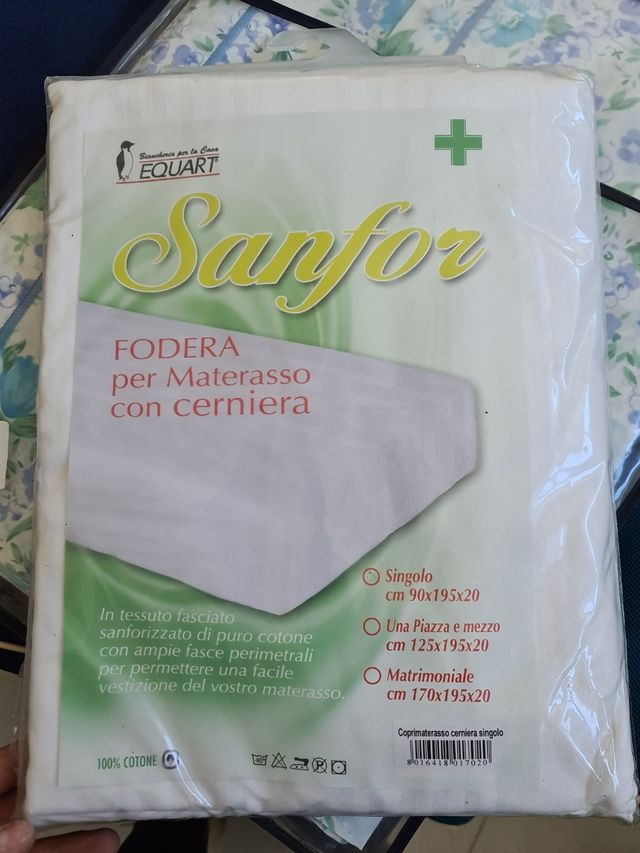 Biancheria per la Casa
EQUART
Sanfor
FODERA
per Materasso
con cerniera
Singolo
cm 90x195x20
Una Piazza e mezzo
cm 125x195x20
Matrimoniale
cm 170x195x20
In tessuto fasciato
sanforizzato di puro cotone
con ampie fasce perimetrali
per permettere una facile
vestizione del vostro materasso.
100% COTONE
40°
P
Coprimaterasso cerniera singolo
8016418017020